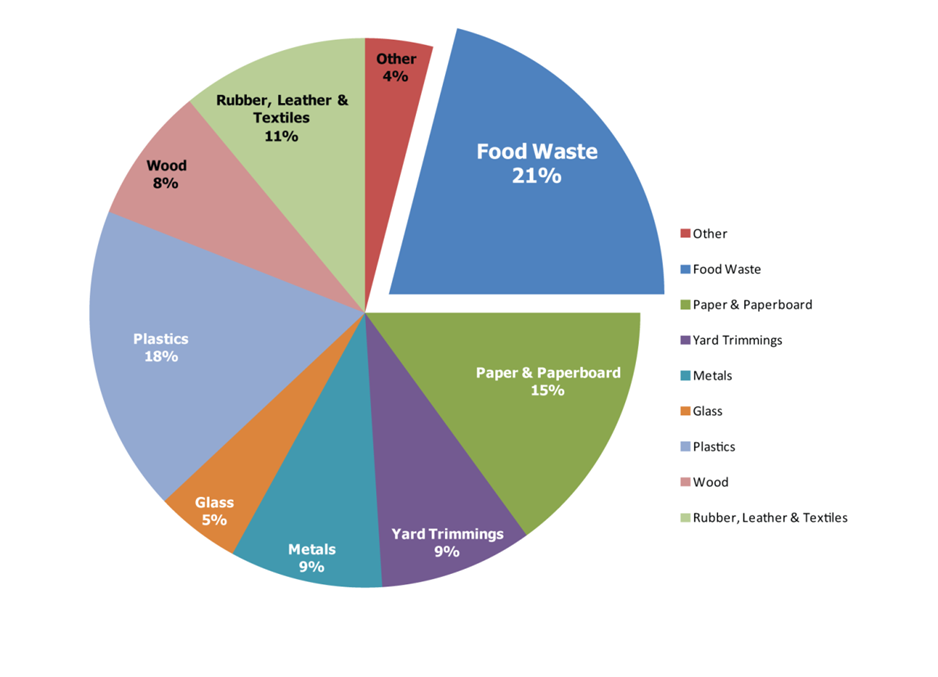 Other
4%
Food Waste
21%
Rubber, Leather &
Textiles
11%
Wood
8%
Plastics
18%
Paper & Paperboard
15%
Glass
5%
Metals
9%
Yard Trimmings
9%
Other
Food Waste
Paper & Paperboard
Yard Trimmings
Metals
Glass
Plastics
Wood
Rubber, Leather & Textiles